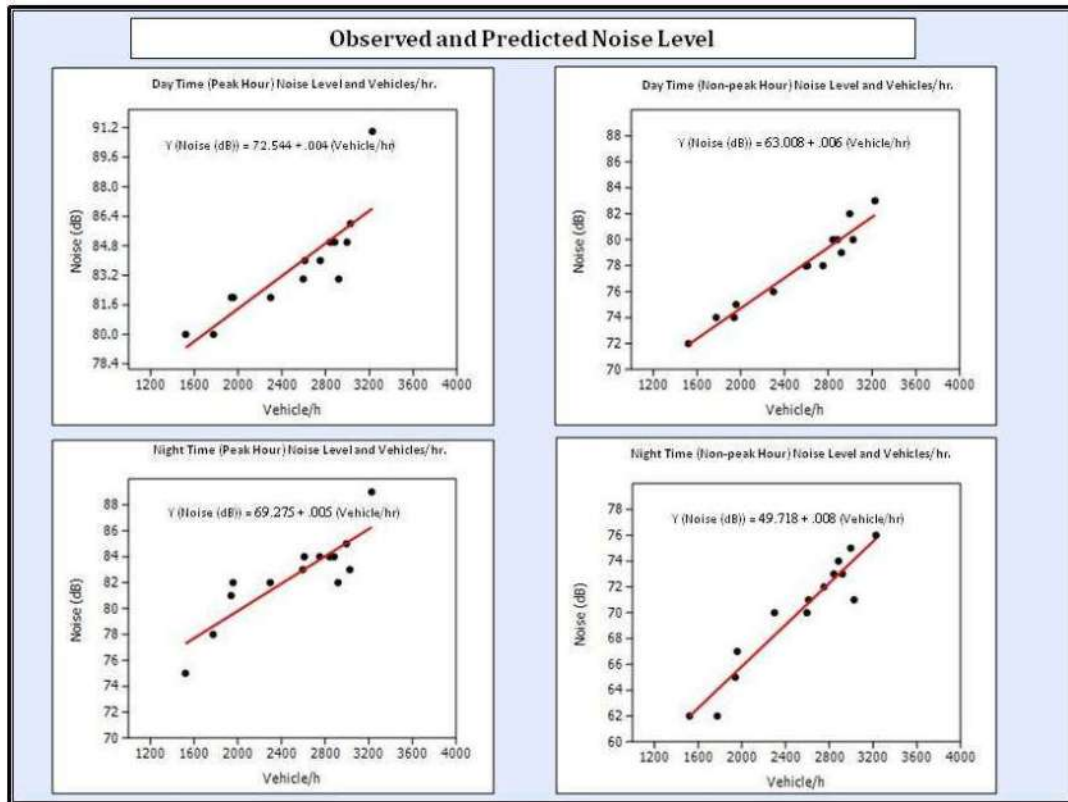 Observed and Predicted Noise Level
Day Time (Peak Hour) Noise Level and Vehicles/hr.
Y (Noise (dB)) = 72.544 + .004 (Vehicle/hr)
91.2
89.6
88.0
86.4
84.8
83.2
81.6
80.0
78.4
Noise (dB)
1200 1600 2000 2400 2800 3200 3600 4000
Vehicle/h
Day Time (Non-peak Hour) Noise Level and Vehicles/hr.
Y (Noise (dB)) = 63.008 + .006 (Vehicle/hr)
88
86
84
82
80
78
76
74
72
70
Noise (dB)
1200 1600 2000 2400 2800 3200 3600 4000
Vehicle/h
Night Time (Peak Hour) Noise Level and Vehicles/hr.
Y (Noise (dB)) = 69.275 + .005 (Vehicle/hr)
88
86
84
82
80
78
76
74
72
70
Noise (dB)
1200 1600 2000 2400 2800 3200 3600 4000
Vehicle/h
Night Time (Non-peak Hour) Noise Level and Vehicles/hr.
Y (Noise (dB)) = 49.718 + .008 (Vehicle/hr)
78
76
74
72
70
68
66
64
62
60
Noise (dB)
1200 1600 2000 2400 2800 3200 3600 4000
Vehicle/h